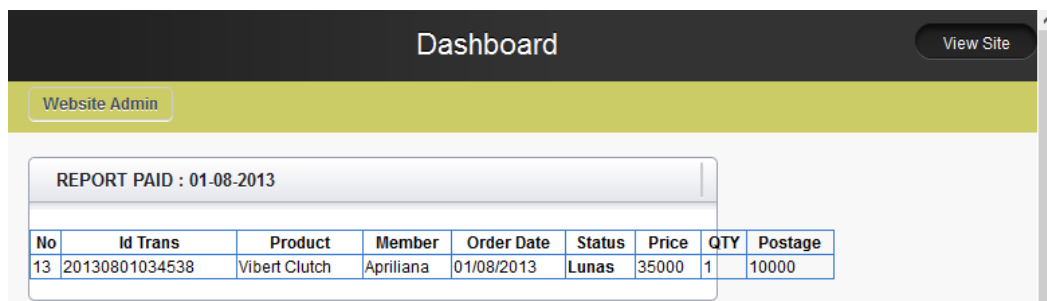 Dashboard
View Site
Website Admin
REPORT PAID : 01-08-2013
No Id Trans Product Member Order Date Status Price QTY Postage
13 20130801034538 Vibert Clutch Apriliana 01/08/2013 Lunas 35000 1 10000